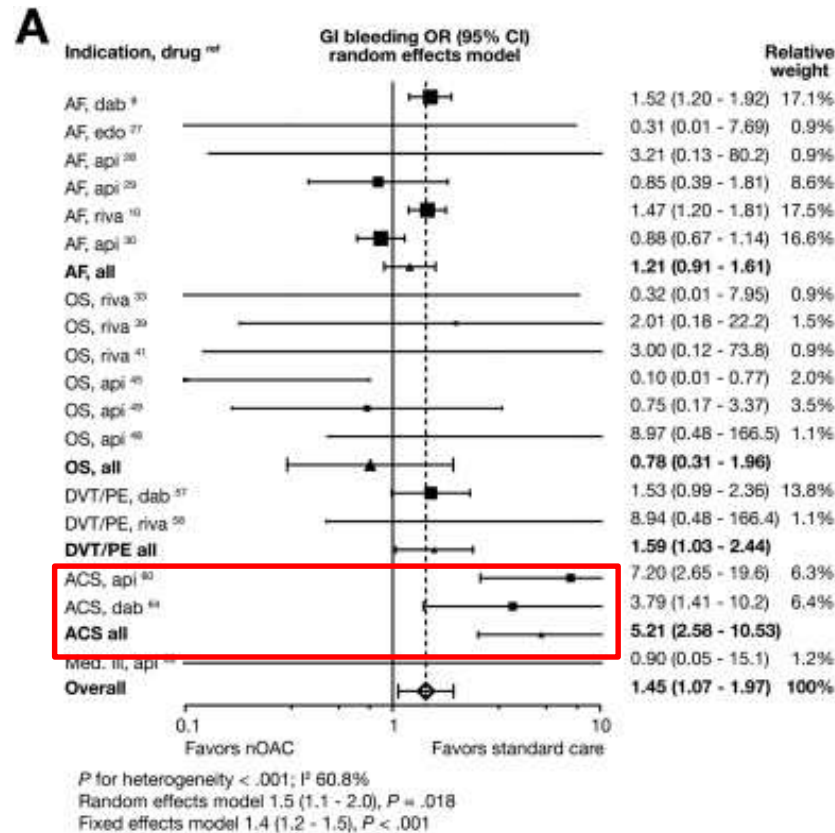 A
Indication, drug ref
GI bleeding OR (95% CI)
random effects model
Relative
weight
AF, dab 9 1.52 (1.20 - 1.92) 17.1%
AF, edo 27 0.31 (0.01 - 7.69) 0.9%
AF, api 28 3.21 (0.13 - 80.2) 0.9%
AF, api 29 0.85 (0.39 - 1.81) 8.6%
AF, riva 10 1.47 (1.20 - 1.81) 17.5%
AF, api 30 0.88 (0.67 - 1.14) 16.6%
AF, all 1.21 (0.91 - 1.61)
OS, riva 0.32 (0.01 - 7.95) 0.9%
OS, riva 39 2.01 (0.18 - 22.2) 1.5%
OS, riva 41 3.00 (0.12 - 73.8) 0.9%
OS, api 0.10 (0.01 - 0.77) 2.0%
OS, api 0.75 (0.17 - 3.37) 3.5%
OS, api 8.97 (0.48 - 166.5) 1.1%
OS, all 0.78 (0.31 - 1.96)
DVT/PE, dab 57 1.53 (0.99 - 2.36) 13.8%
DVT/PE, riva 8.94 (0.48 - 166.4) 1.1%
DVT/PE all 1.59 (1.03 - 2.44)
ACS, api 7.20 (2.65 - 19.6) 6.3%
ACS, dab 3.79 (1.41 - 10.2) 6.4%
ACS all 5.21 (2.58 - 10.53)
Med. ill, api 0.90 (0.05 - 15.1) 1.2%
Overall 1.45 (1.07 - 1.97) 100%
0.1 1 10
Favors nOAC Favors standard care
P for heterogeneity < .001; I² 60.8%
Random effects model 1.5 (1.1 - 2.0), P = .018
Fixed effects model 1.4 (1.2 - 1.5), P < .001